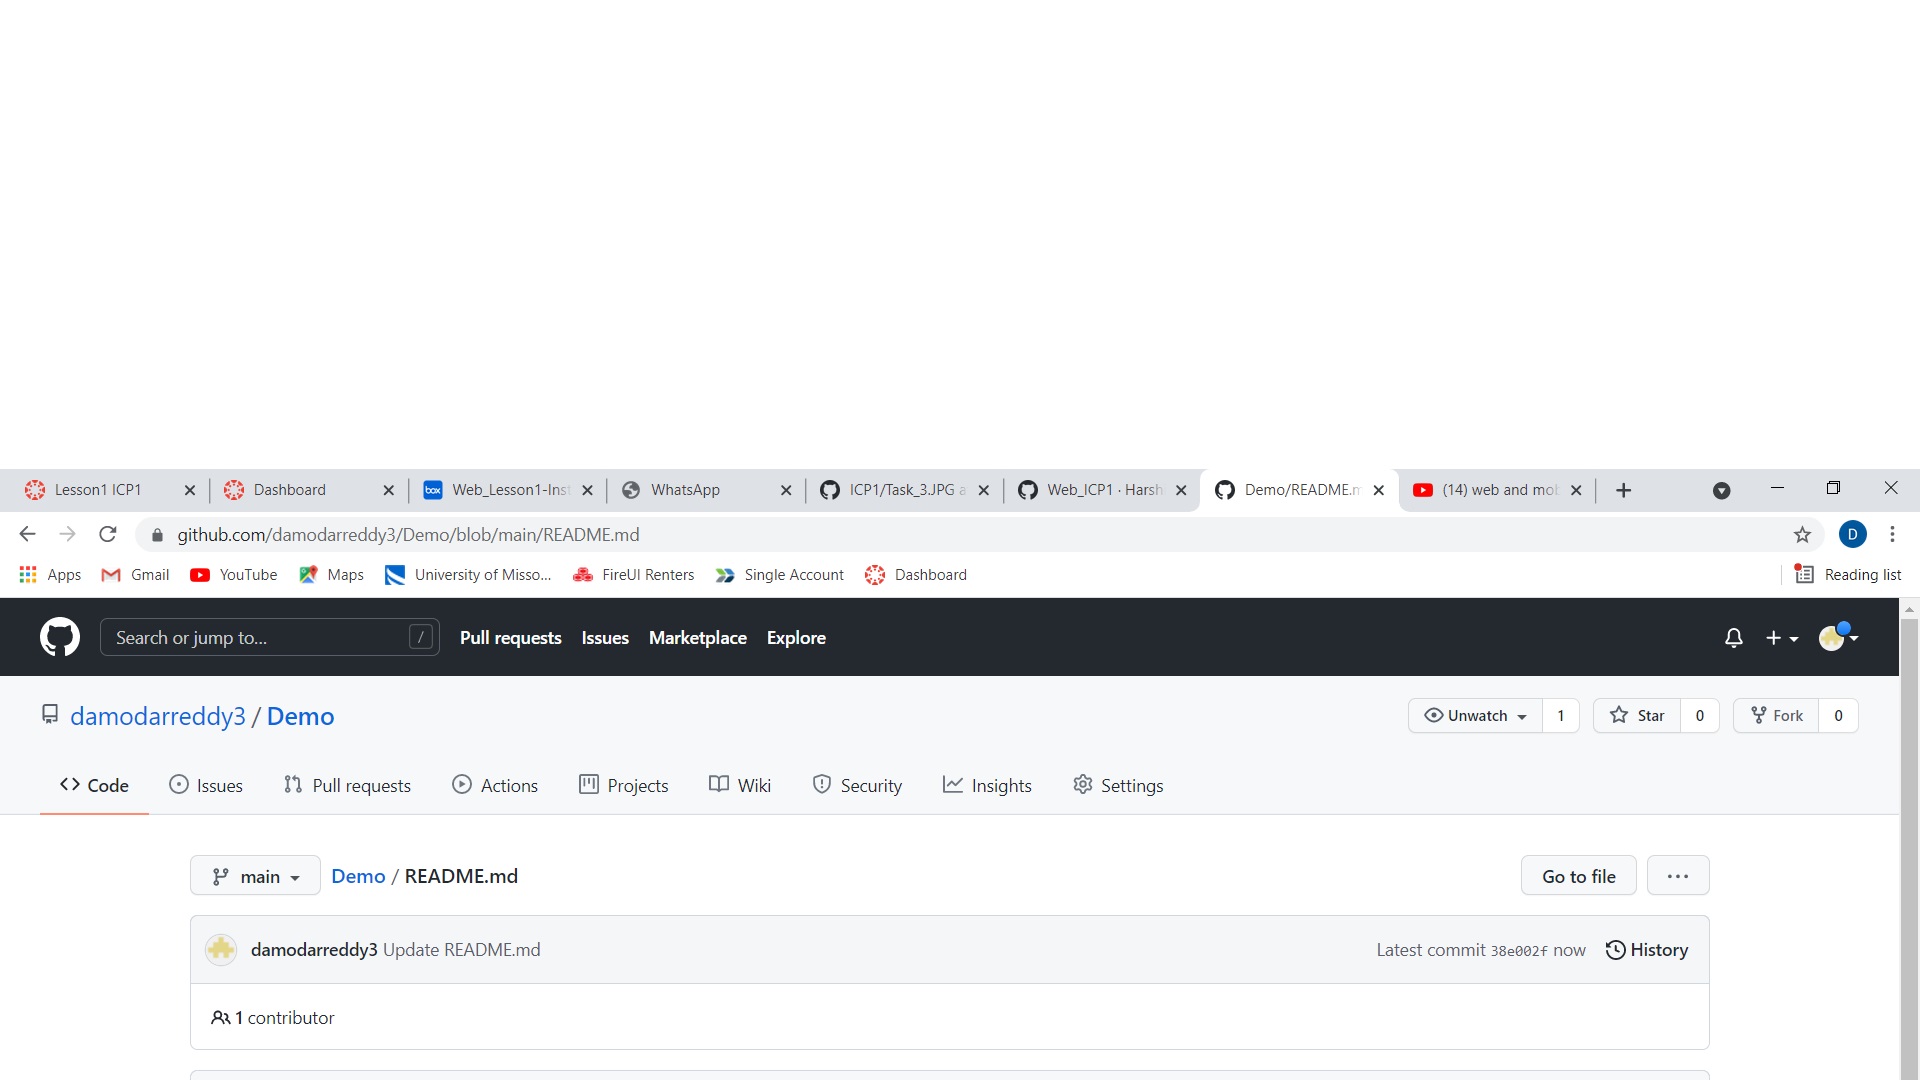 Lesson1 ICP1 Dashboard Web_Lesson1-Inst WhatsApp ICP1/Task_3.JPG a Web_ICP1 · Harshi Demo/README.m (14) web and mob
github.com/damodarreddy3/Demo/blob/main/README.md D
Apps Gmail YouTube Maps University of Misso... FireUI Renters Single Account Dashboard Reading list
Search or jump to... / Pull requests Issues Marketplace Explore
damodarreddy3 / Demo Unwatch 1 Star 0 Fork 0
Code Issues Pull requests Actions Projects Wiki Security Insights Settings
main Demo / README.md Go to file ...
damodarreddy3 Update README.md Latest commit 38e002f now History
1 contributor